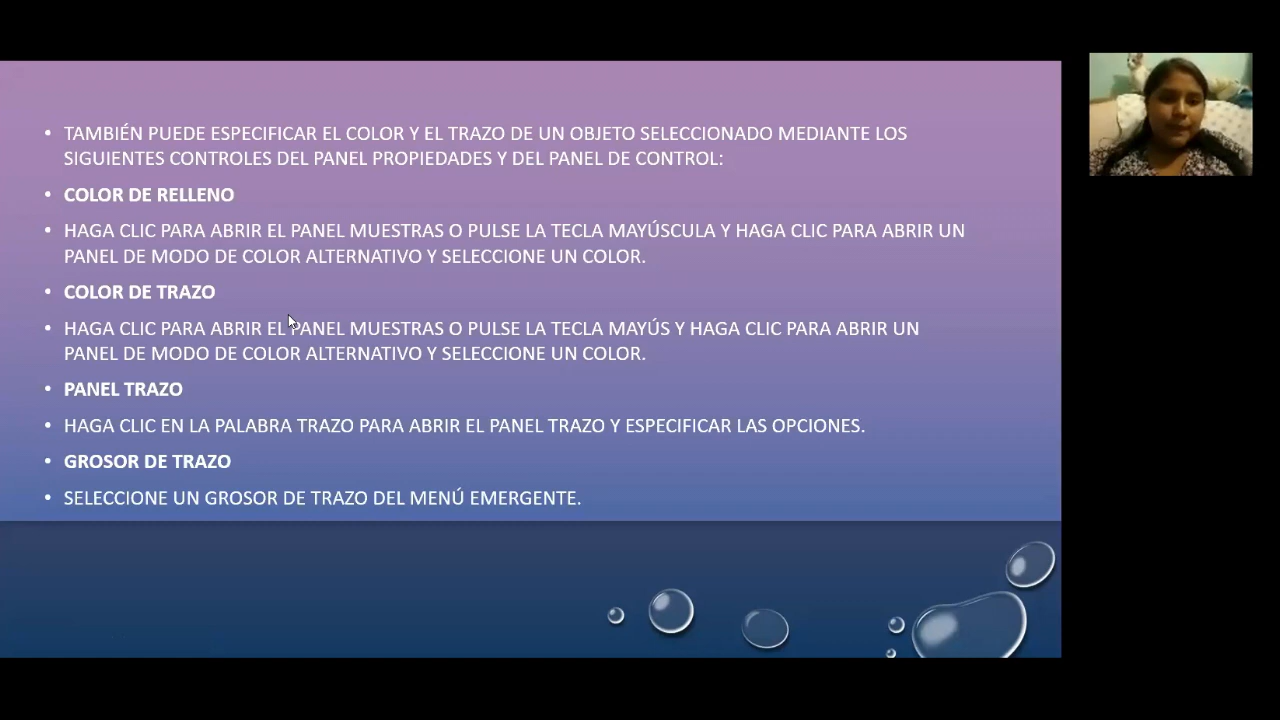 • TAMBIÉN PUEDE ESPECIFICAR EL COLOR Y EL TRAZO DE UN OBJETO SELECCIONADO MEDIANTE LOS
SIGUIENTES CONTROLES DEL PANEL PROPIEDADES Y DEL PANEL DE CONTROL:
• COLOR DE RELLENO
• HAGA CLIC PARA ABRIR EL PANEL MUESTRAS O PULSE LA TECLA MAYÚSCULA Y HAGA CLIC PARA ABRIR UN
PANEL DE MODO DE COLOR ALTERNATIVO Y SELECCIONE UN COLOR.
• COLOR DE TRAZO
• HAGA CLIC PARA ABRIR EL PANEL MUESTRAS O PULSE LA TECLA MAYÚS Y HAGA CLIC PARA ABRIR UN
PANEL DE MODO DE COLOR ALTERNATIVO Y SELECCIONE UN COLOR.
• PANEL TRAZO
• HAGA CLIC EN LA PALABRA TRAZO PARA ABRIR EL PANEL TRAZO Y ESPECIFICAR LAS OPCIONES.
• GROSOR DE TRAZO
• SELECCIONE UN GROSOR DE TRAZO DEL MENÚ EMERGENTE.